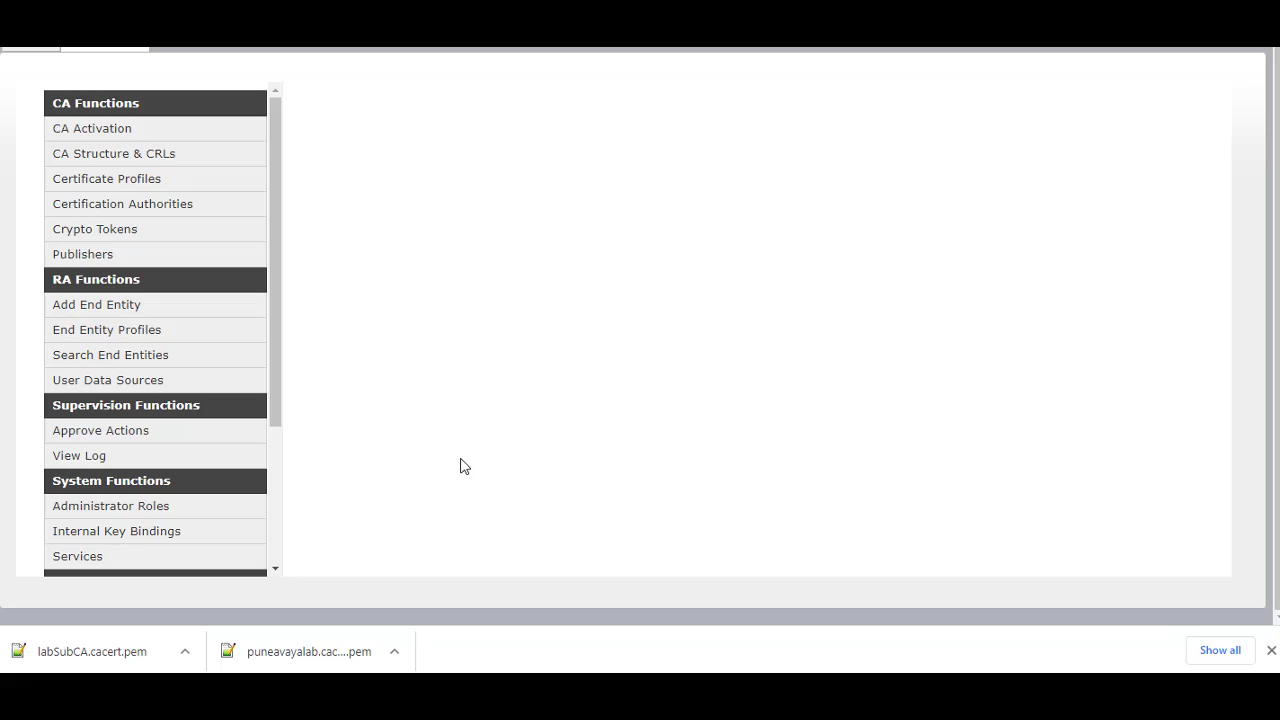 CA Functions
CA Activation
CA Structure & CRLs
Certificate Profiles
Certification Authorities
Crypto Tokens
Publishers
RA Functions
Add End Entity
End Entity Profiles
Search End Entities
User Data Sources
Supervision Functions
Approve Actions
View Log
System Functions
Administrator Roles
Internal Key Bindings
Services
labSubCA.cacert.pem
puneavayalab.cac....pem
Show all